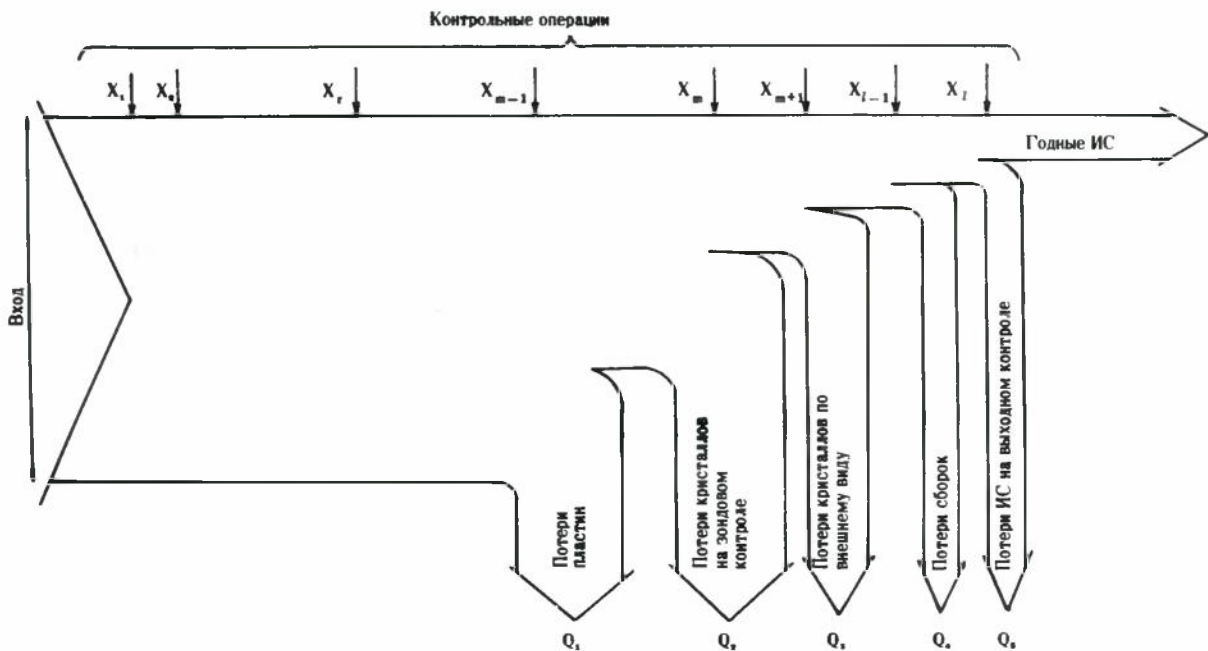 Контрольные операции
X₁ X₂ Xᵣ Xₘ₋₁ Xₘ Xₘ₊₁ X_{l-1} X_l
Годные ИС
Вход
Потери
пластин
Потери кристаллов
на зондовом
контроле
Потери кристаллов по
внешнему виду
Потери сборок
Потери ИС на выходном контроле
Q₁ Q₂ Q₃ Q₄ Q₅